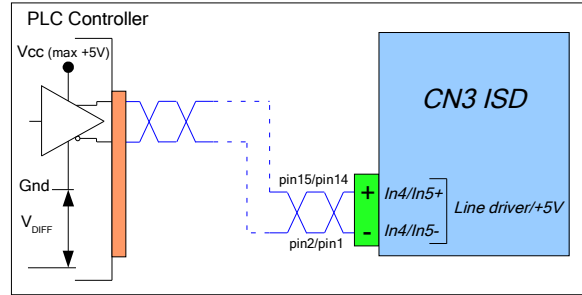 PLC Controller
Vcc (max +5V)
CN3 ISD
Gnd
VDIFF
pin15/pin14
+ In4/In5+
Line driver/+5V
- In4/In5-
pin2/pin1